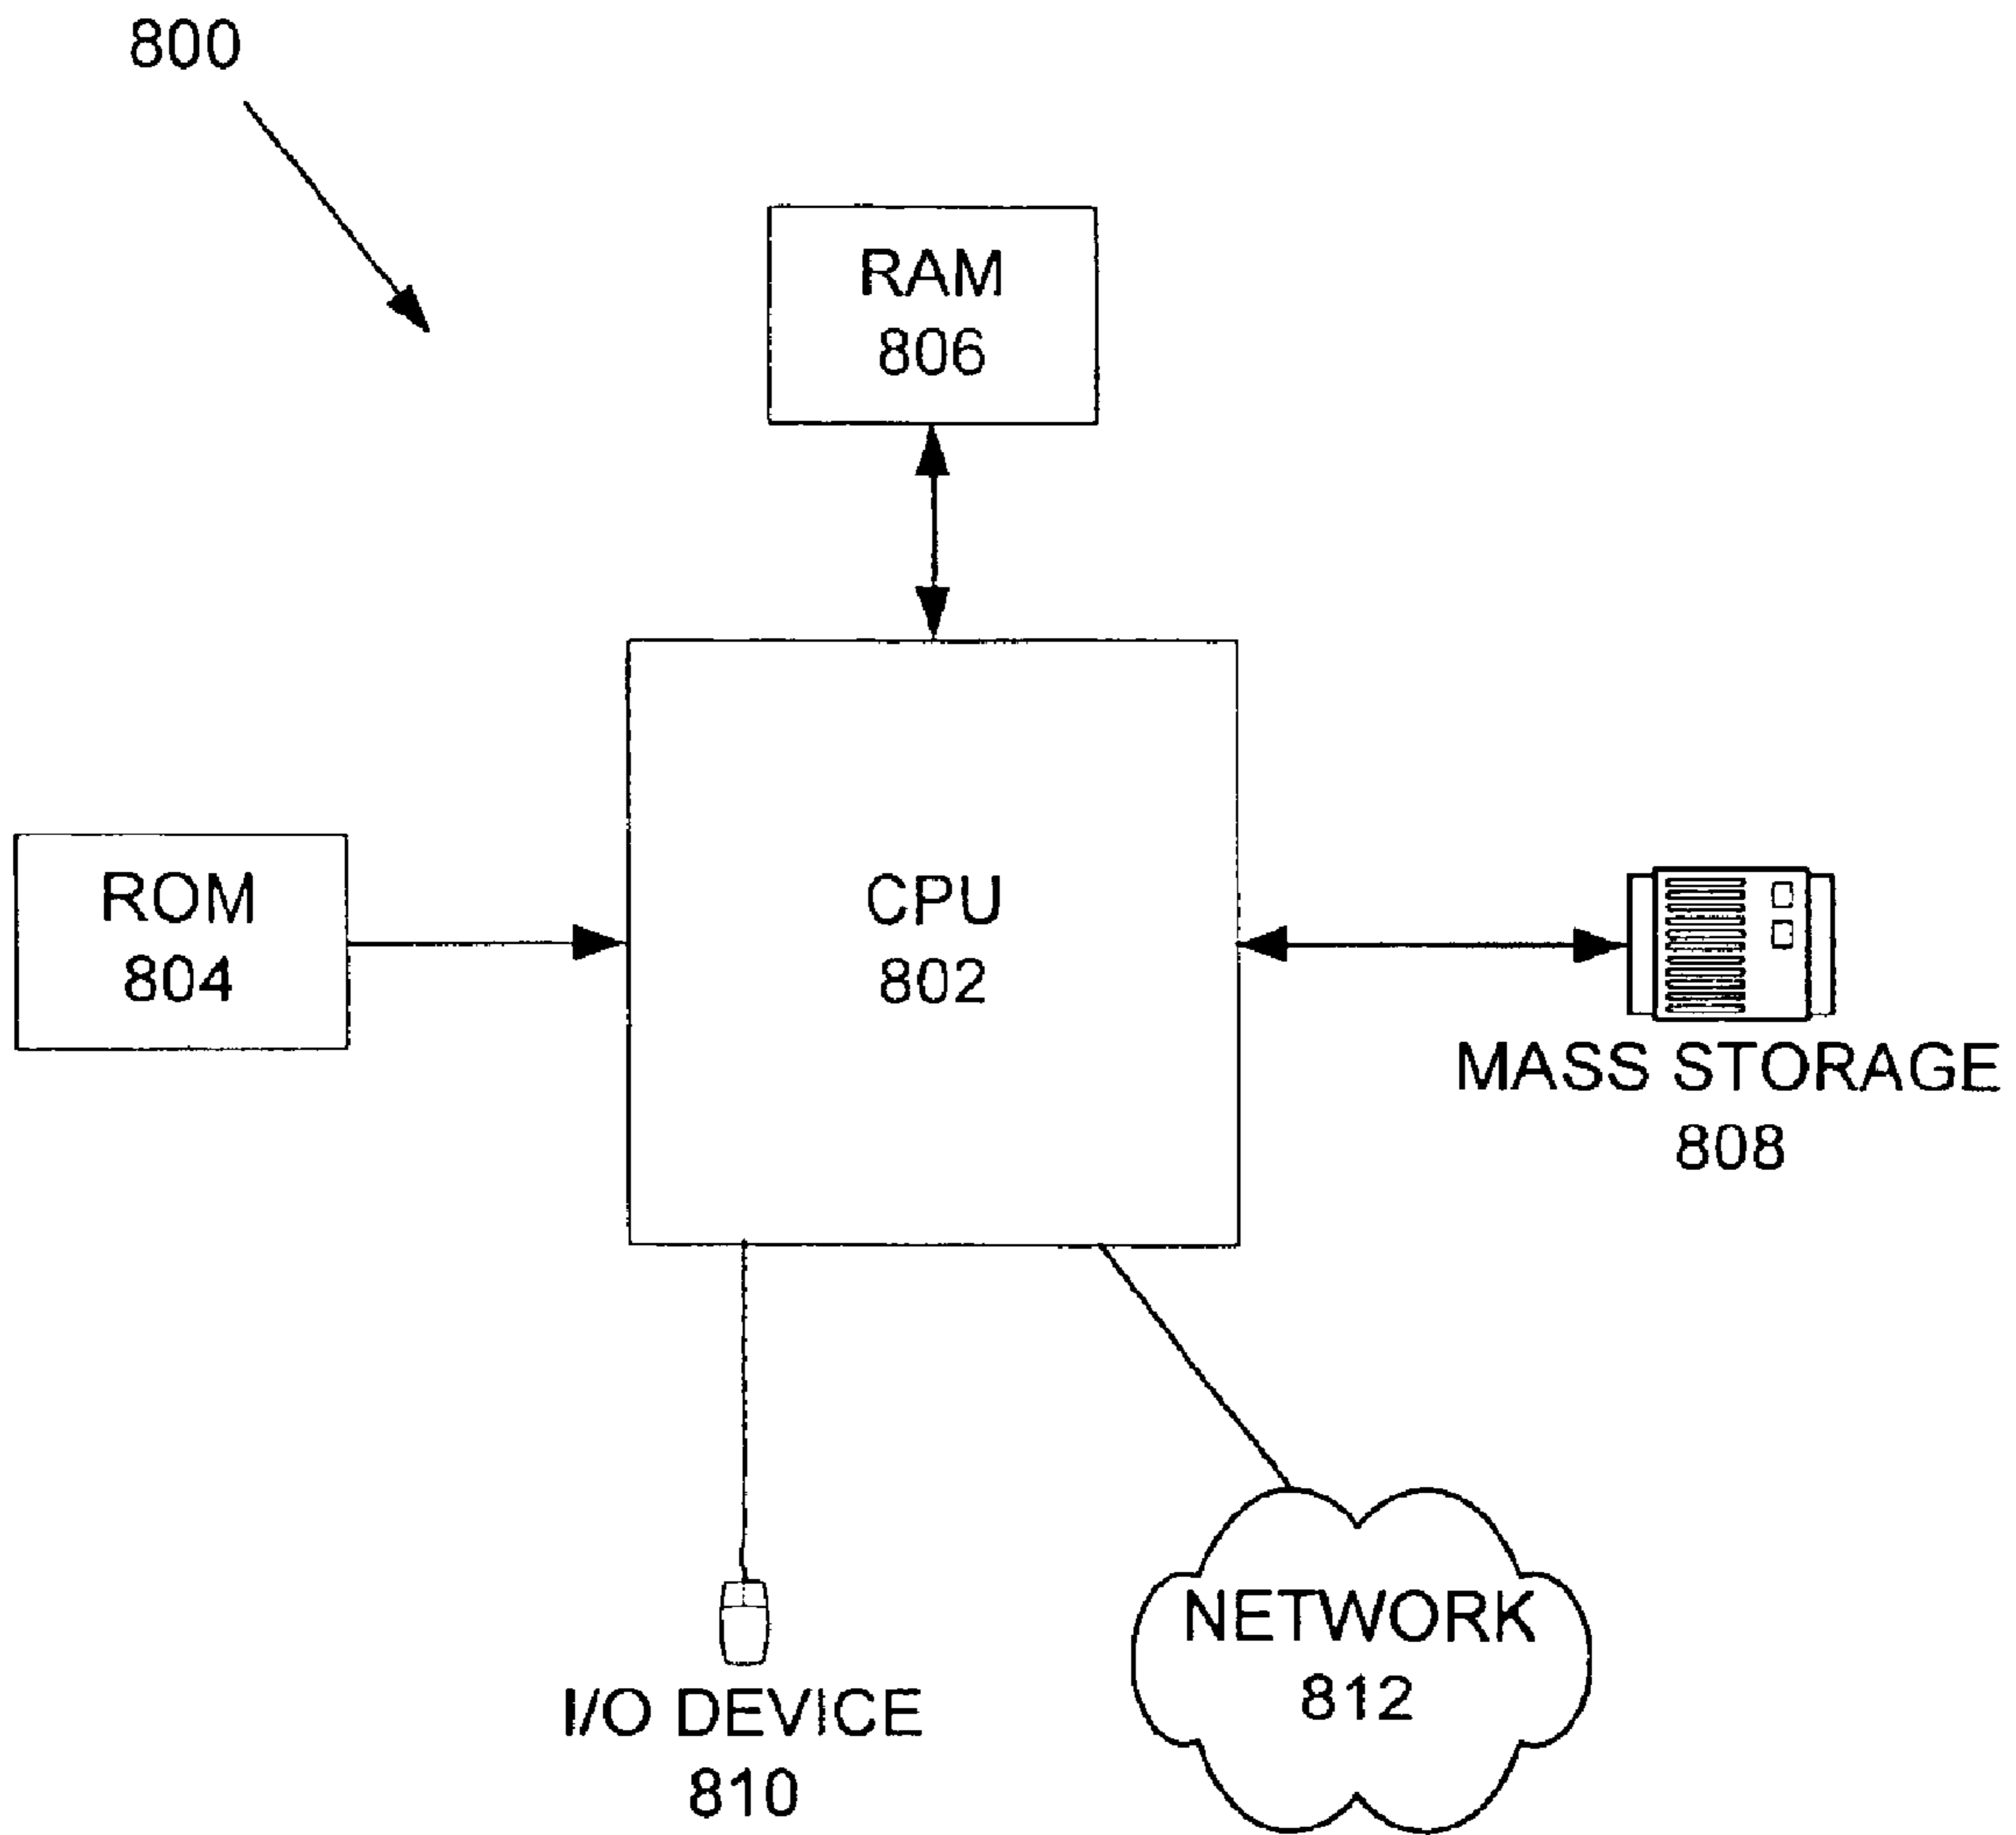 800
RAM
806
ROM
804
CPU
802
MASS STORAGE
808
I/O DEVICE
810
NETWORK
812